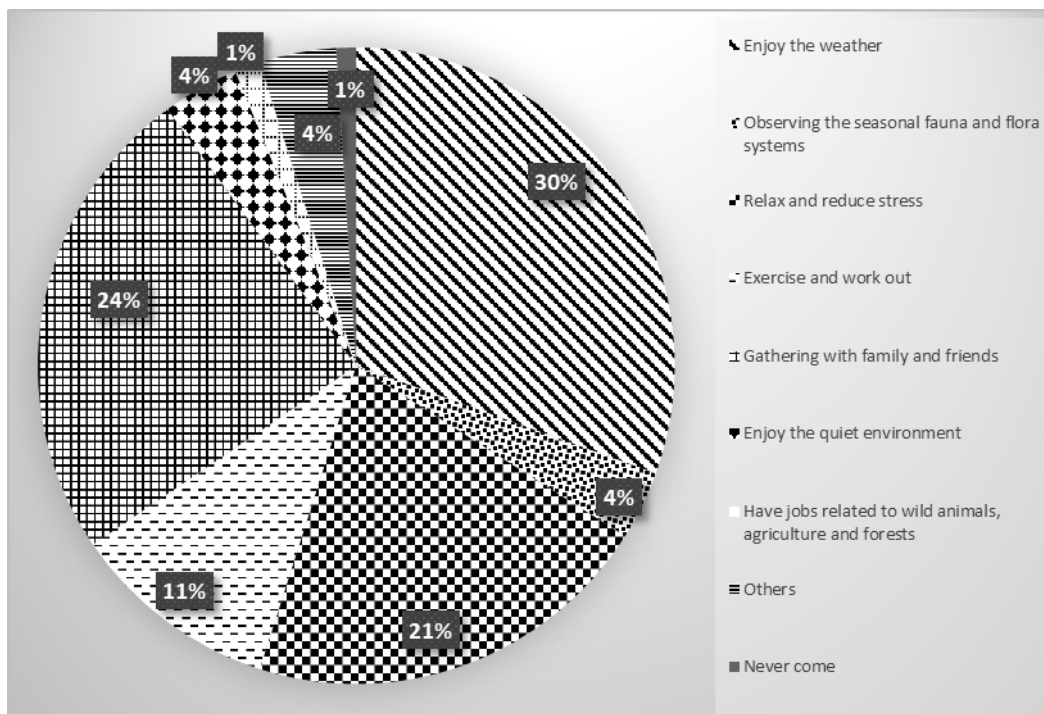 1%
4%
1%
4%
30%
24%
4%
11%
21%
Enjoy the weather
Observing the seasonal fauna and flora
systems
Relax and reduce stress
Exercise and work out
Gathering with family and friends
Enjoy the quiet environment
Have jobs related to wild animals,
agriculture and forests
Others
Never come